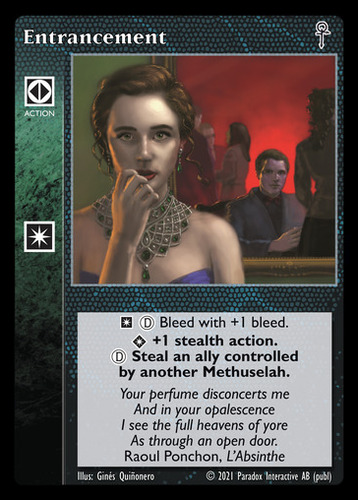 Entrancement
ACTION
D Bleed with +1 bleed.
+1 stealth action.
D Steal an ally controlled
by another Methuselah.
Your perfume disconcerts me
And in your opalescence
I see the full heavens of yore
As through an open door.
Raoul Ponchon, L'Absinthe
Illus: Ginés Quiñonero © 2021 Paradox Interactive AB (publ)